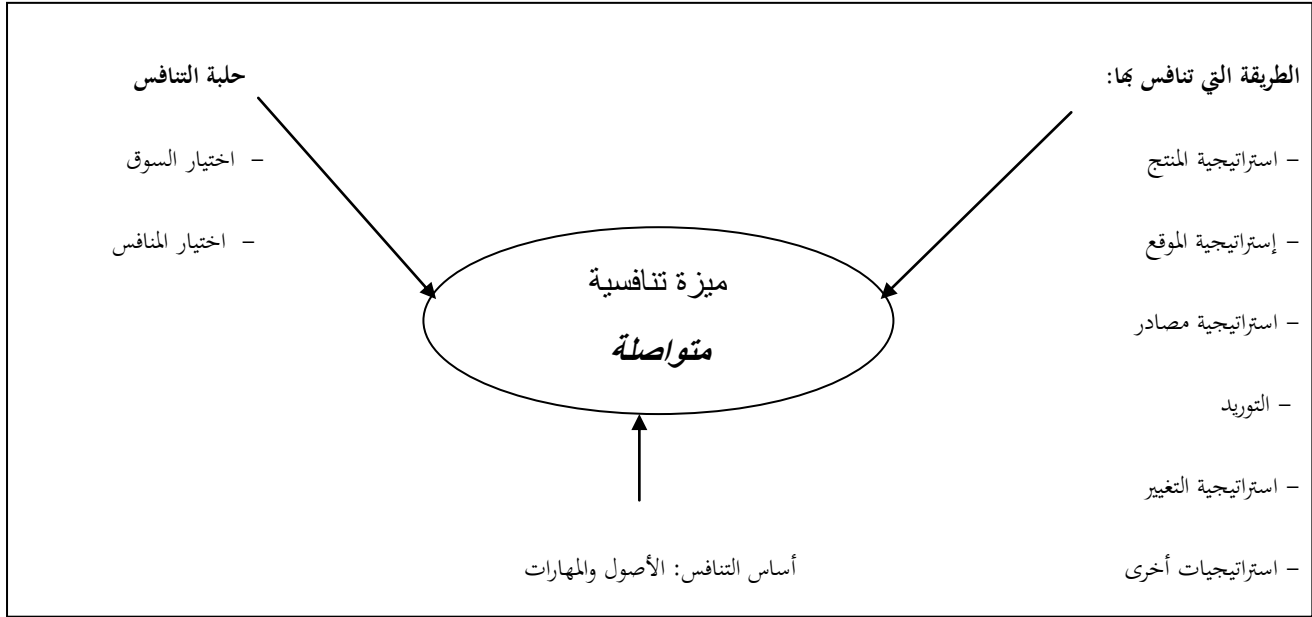 الطريقة التي تنافس بها:
– استراتيجية المنتج
– إستراتيجية الموقع
– استراتيجية مصادر
– التوريد
– استراتيجية التغيير
– استراتيجيات أخرى
حلبة التنافس
– اختيار السوق
– اختيار المنافس
ميزة تنافسية
متواصلة
أساس التنافس: الأصول والمهارات